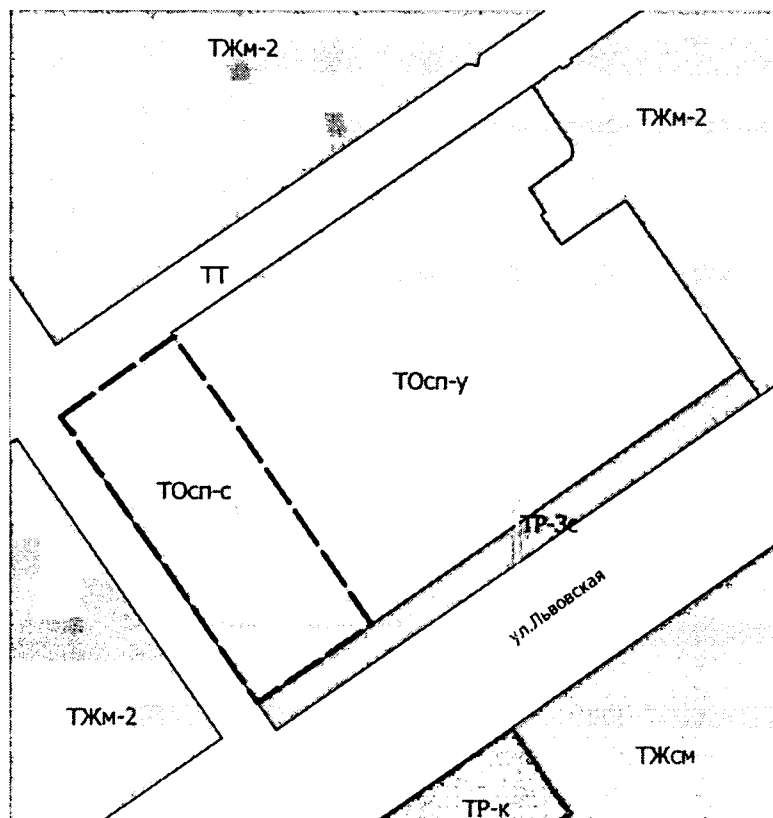 ТЖм-2
ТЖм-2
ТТ
ТОсп-у
ТОсп-с
ТР-3с
ул.Львовская
ТЖм-2
ТЖсм
ТР-к